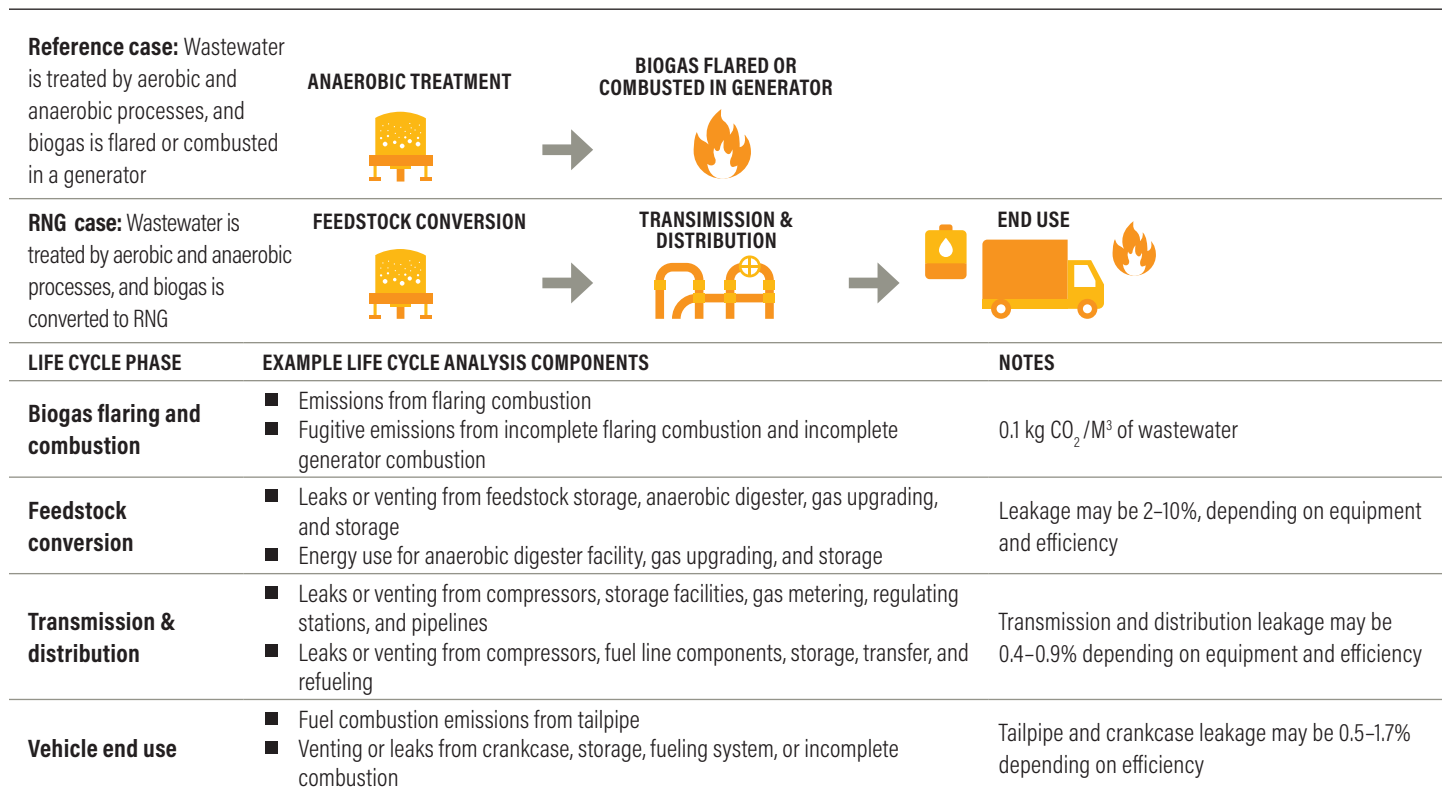 Reference case: Wastewater
is treated by aerobic and
anaerobic processes, and
biogas is flared or combusted
in a generator
ANAEROBIC TREATMENT
BIOGAS FLARED OR
COMBUSTED IN GENERATOR
RNG case: Wastewater is
treated by aerobic and anaerobic
processes, and biogas is
converted to RNG
FEEDSTOCK CONVERSION
TRANSIMISSION &
DISTRIBUTION
END USE
LIFE CYCLE PHASE
EXAMPLE LIFE CYCLE ANALYSIS COMPONENTS
NOTES
Biogas flaring and
combustion
■ Emissions from flaring combustion
■ Fugitive emissions from incomplete flaring combustion and incomplete
generator combustion
0.1 kg CO₂/M³ of wastewater
Feedstock
conversion
■ Leaks or venting from feedstock storage, anaerobic digester, gas upgrading,
and storage
■ Energy use for anaerobic digester facility, gas upgrading, and storage
Leakage may be 2–10%, depending on equipment
and efficiency
Transmission &
distribution
■ Leaks or venting from compressors, storage facilities, gas metering, regulating
stations, and pipelines
■ Leaks or venting from compressors, fuel line components, storage, transfer, and
refueling
Transmission and distribution leakage may be
0.4–0.9% depending on equipment and efficiency
Vehicle end use
■ Fuel combustion emissions from tailpipe
■ Venting or leaks from crankcase, storage, fueling system, or incomplete
combustion
Tailpipe and crankcase leakage may be 0.5–1.7%
depending on efficiency